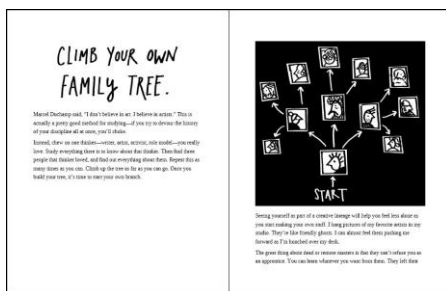 CLIMB YOUR OWN
FAMILY TREE.
Marcel Duchamp said, "I don't believe in art. I believe in artists." This is
actually a pretty good method for studying—if you try to devour the history
of your discipline all at once, you'll choke.
Instead, chew on one thinker—writer, artist, activist, role model—you really
love. Study everything there is to know about that thinker. Then find three
people that thinker loved, and find out everything about them. Repeat this as
many times as you can. Climb up the tree as far as you can go. Once you
build your tree, it's time to start your own branch.
START
Seeing yourself as part of a creative lineage will help you feel less alone as
you start making your own stuff. I hang pictures of my favorite artists in my
studio. They're like friendly ghosts. I can almost feel them pushing me
forward as I'm hunched over my desk.
The great thing about dead or remote masters is that they can't refuse you as
an apprentice. You can learn whatever you want from them. They left their